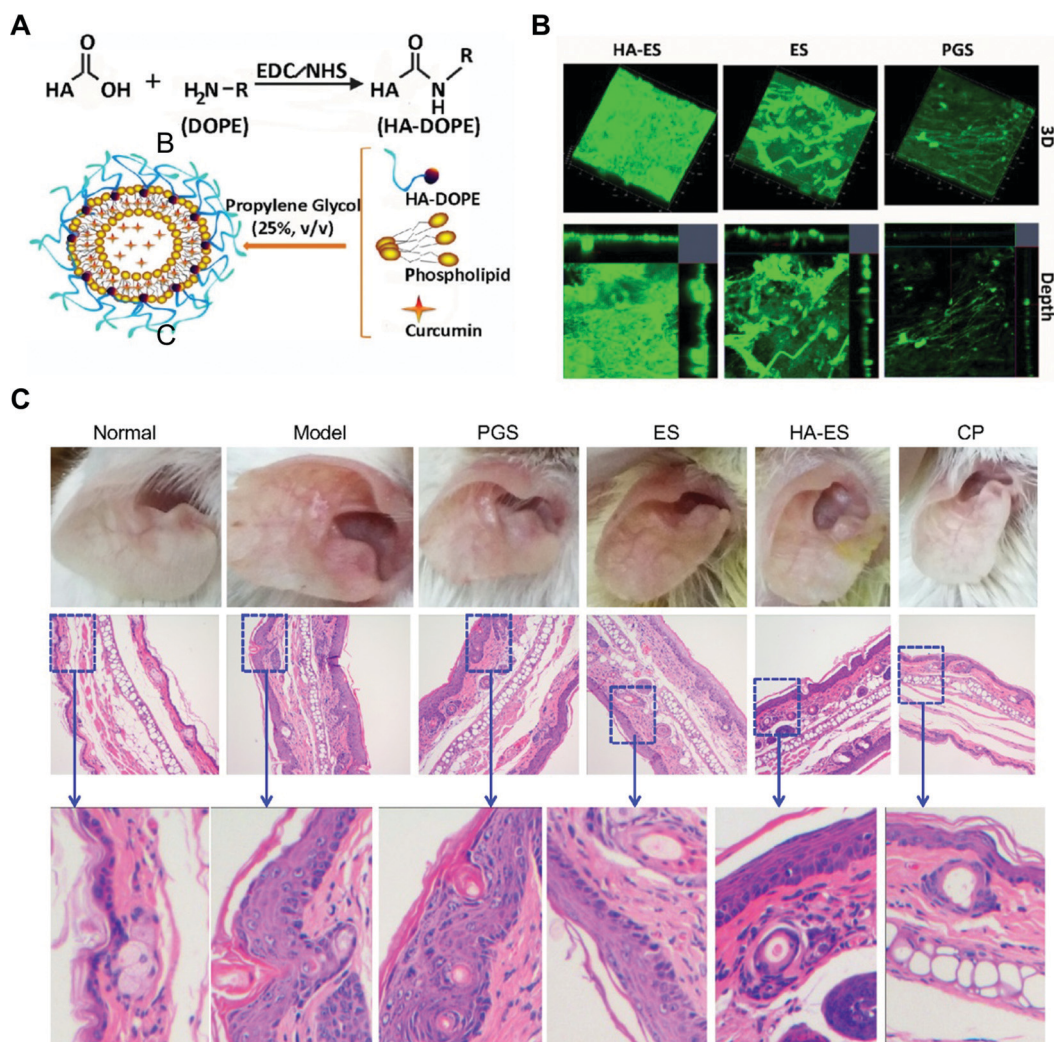 A
O
HA
OH
+
H₂N–R
(DOPE)
EDC/NHS
O
R
HA
N
H
(HA-DOPE)
B
C
Propylene Glycol
(25%, v/v)
HA-DOPE
Phospholipid
Curcumin
B
HA-ES
ES
PGS
3D
Depth
C
Normal
Model
PGS
ES
HA-ES
CP